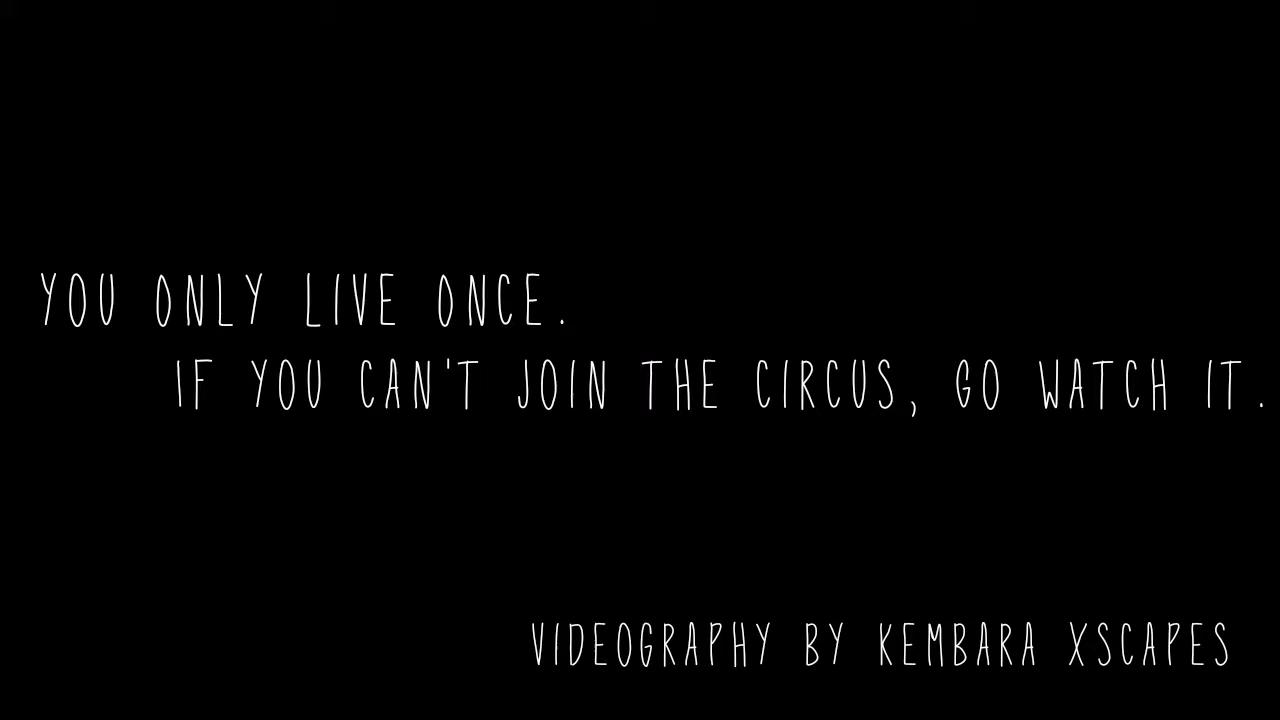 YOU ONLY LIVE ONCE.
IF YOU CAN'T JOIN THE CIRCUS, GO WATCH IT.
VIDEOGRAPHY BY KEMBARA XSCAPES